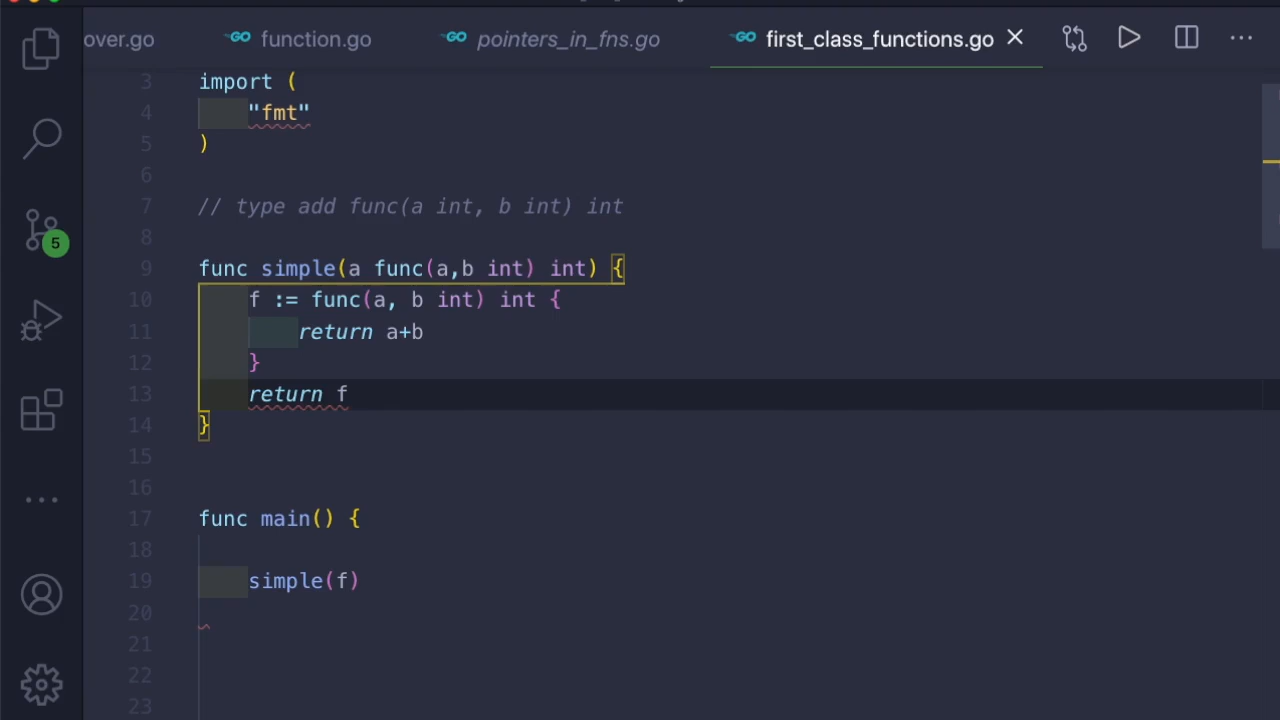 over.go function.go pointers_in_fns.go first_class_functions.go
3 import (
4 "fmt"
5 )
6
7 // type add func(a int, b int) int
8
9 func simple(a func(a,b int) int) {
10 f := func(a, b int) int {
11 return a+b
12 }
13 return f
14 }
15
16
17 func main() {
18
19 simple(f)
20
21
22
23
5